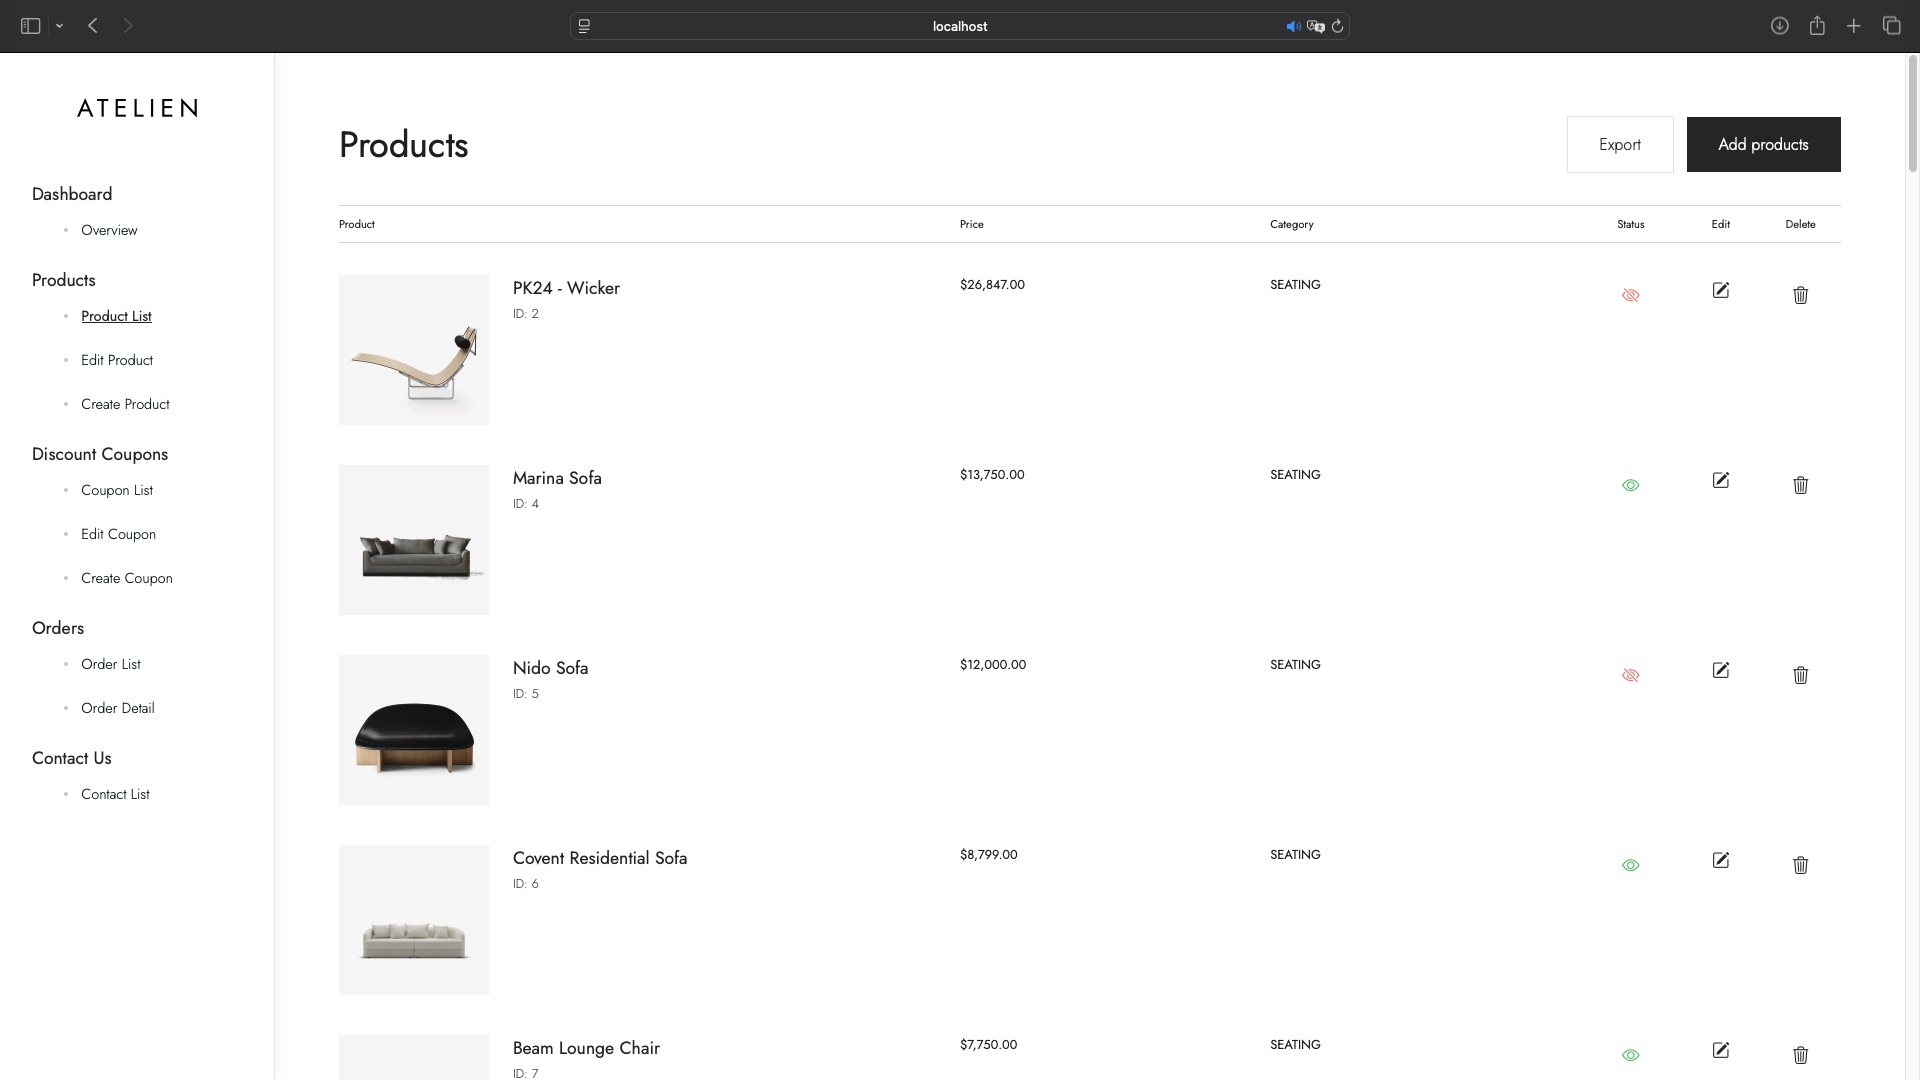 localhost
ATELIEN
Dashboard
Overview
Products
Product List
Edit Product
Create Product
Discount Coupons
Coupon List
Edit Coupon
Create Coupon
Orders
Order List
Order Detail
Contact Us
Contact List
Products
Export
Add products
Product Price Category Status Edit Delete
PK24 - Wicker $26,847.00 SEATING
ID: 2
Marina Sofa $13,750.00 SEATING
ID: 4
Nido Sofa $12,000.00 SEATING
ID: 5
Covent Residential Sofa $8,799.00 SEATING
ID: 6
Beam Lounge Chair $7,750.00 SEATING
ID: 7